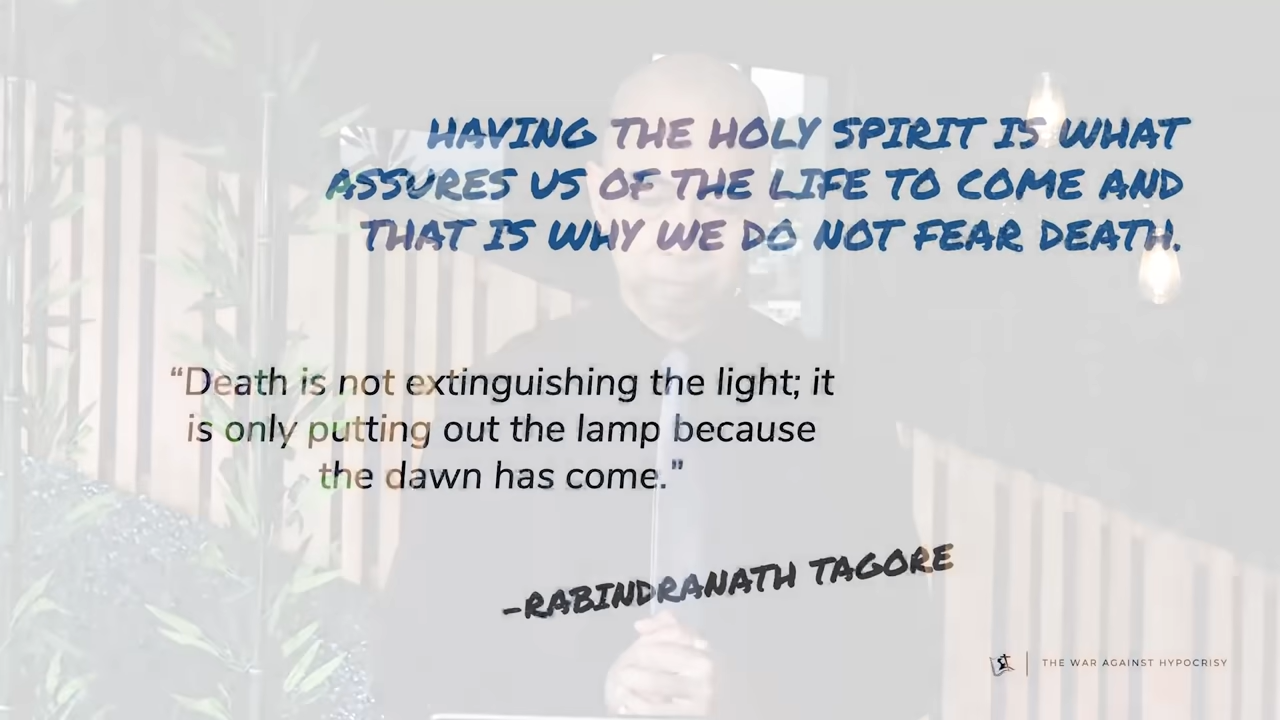 HAVING THE HOLY SPIRIT IS WHAT
ASSURES US OF THE LIFE TO COME AND
THAT IS WHY WE DO NOT FEAR DEATH.
“Death is not extinguishing the light; it
is only putting out the lamp because
the dawn has come.”
-RABINDRANATH TAGORE
THE WAR AGAINST HYPOCRISY